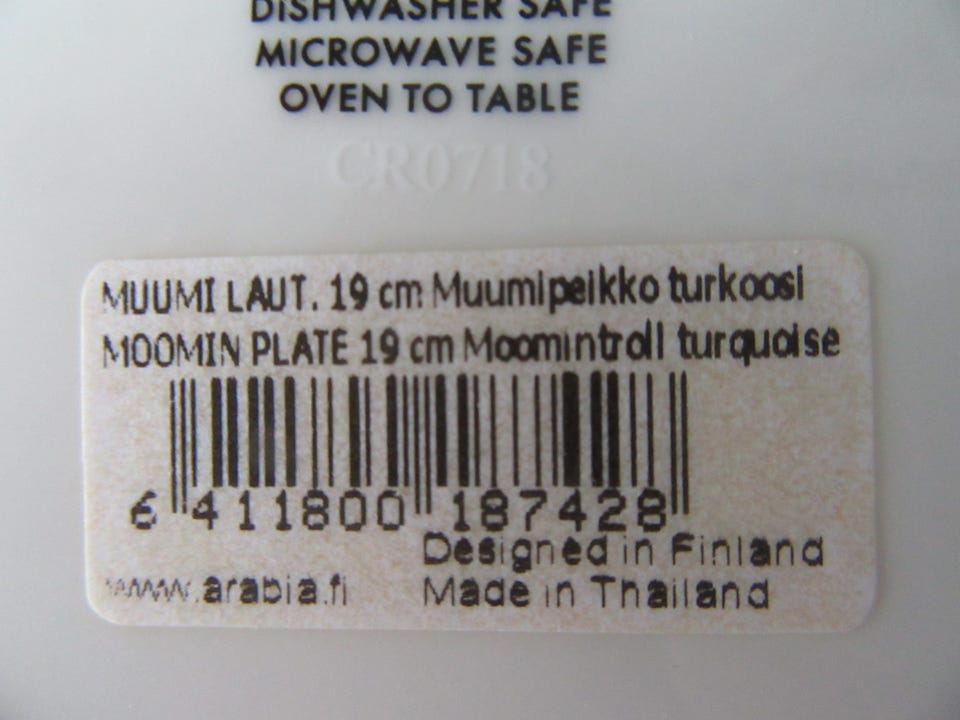 DISHWASHER SAFE
MICROWAVE SAFE
OVEN TO TABLE
CR0718
MUUMI LAUT. 19 cm Muumipeikko turkoosi
MOOMIN PLATE 19 cm Moomintroll turquoise
6 411800 187428
Designed in Finland
www.arabia.fi Made in Thailand